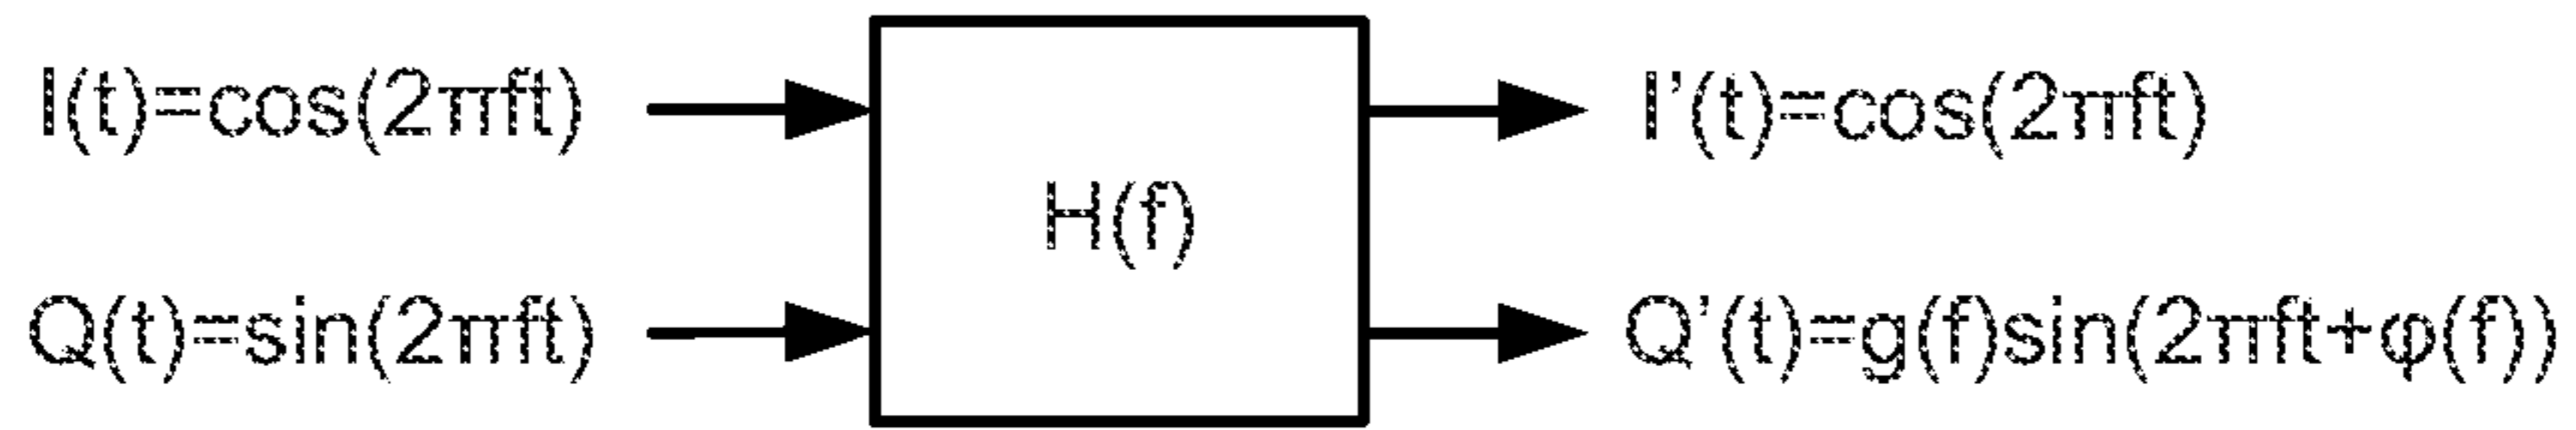 I(t)=cos(2πft)
I’(t)=cos(2πft)
H(f)
Q(t)=sin(2πft)
Q’(t)=g(f)sin(2πft+φ(f))